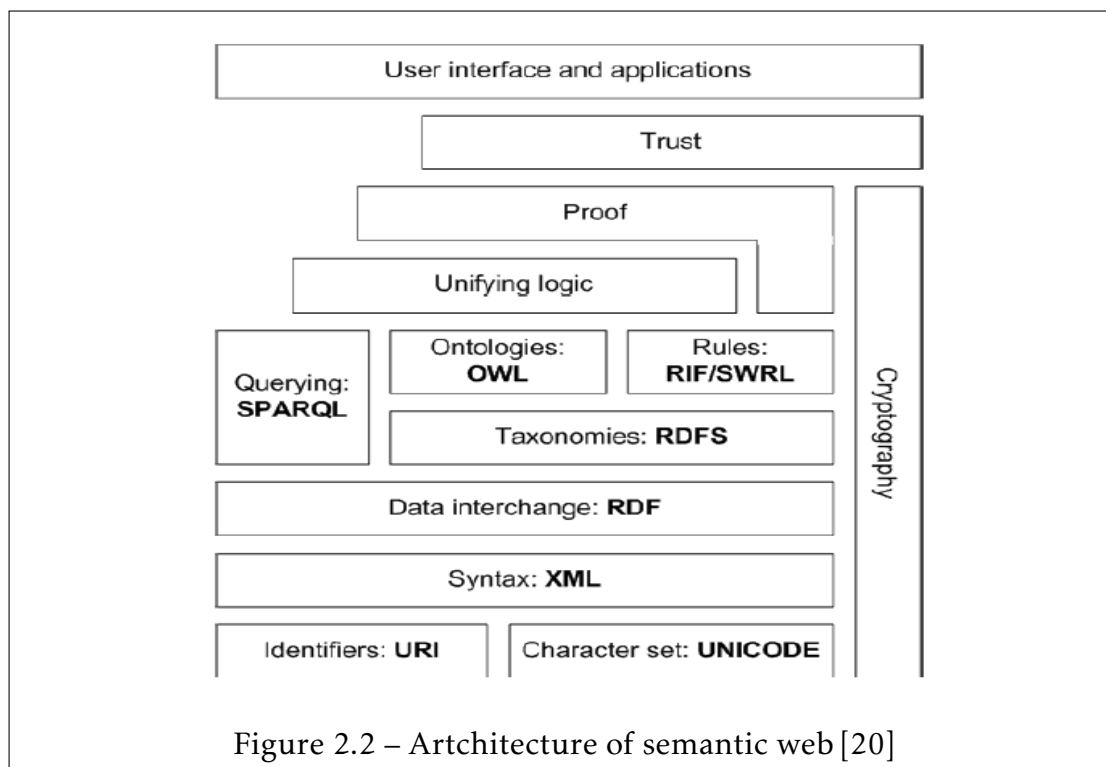 User interface and applications
Trust
Proof
Unifying logic
Ontologies:
OWL
Rules:
RIF/SWRL
Querying:
SPARQL
Taxonomies: RDFS
Cryptography
Data interchange: RDF
Syntax: XML
Identifiers: URI
Character set: UNICODE
Figure 2.2 – Artchitecture of semantic web [20]